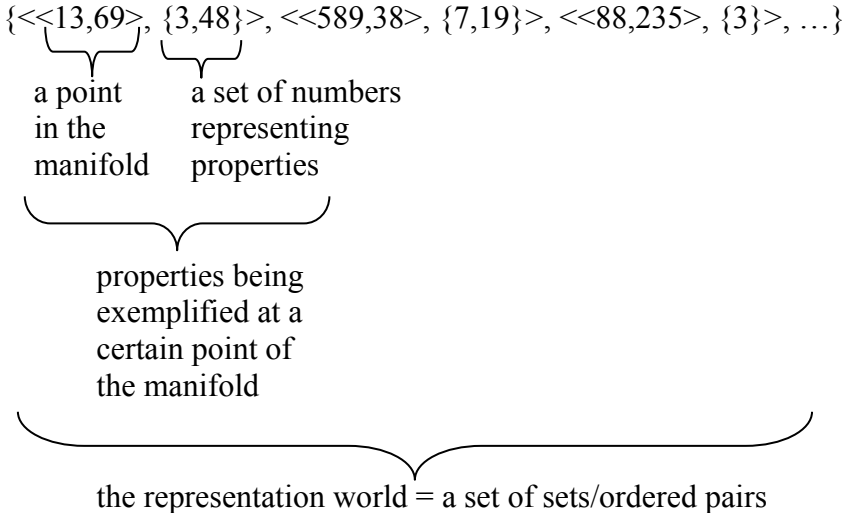 {<<13,69>, {3,48}>, <<589,38>, {7,19}>, <<88,235>, {3}>, …}
a point a set of numbers
in the representing
manifold properties
properties being
exemplified at a
certain point of
the manifold
the representation world = a set of sets/ordered pairs